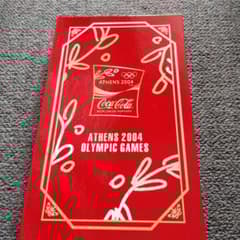 ATHENS 2004
Coca-Cola
ATHENS 2004
OLYMPIC GAMES